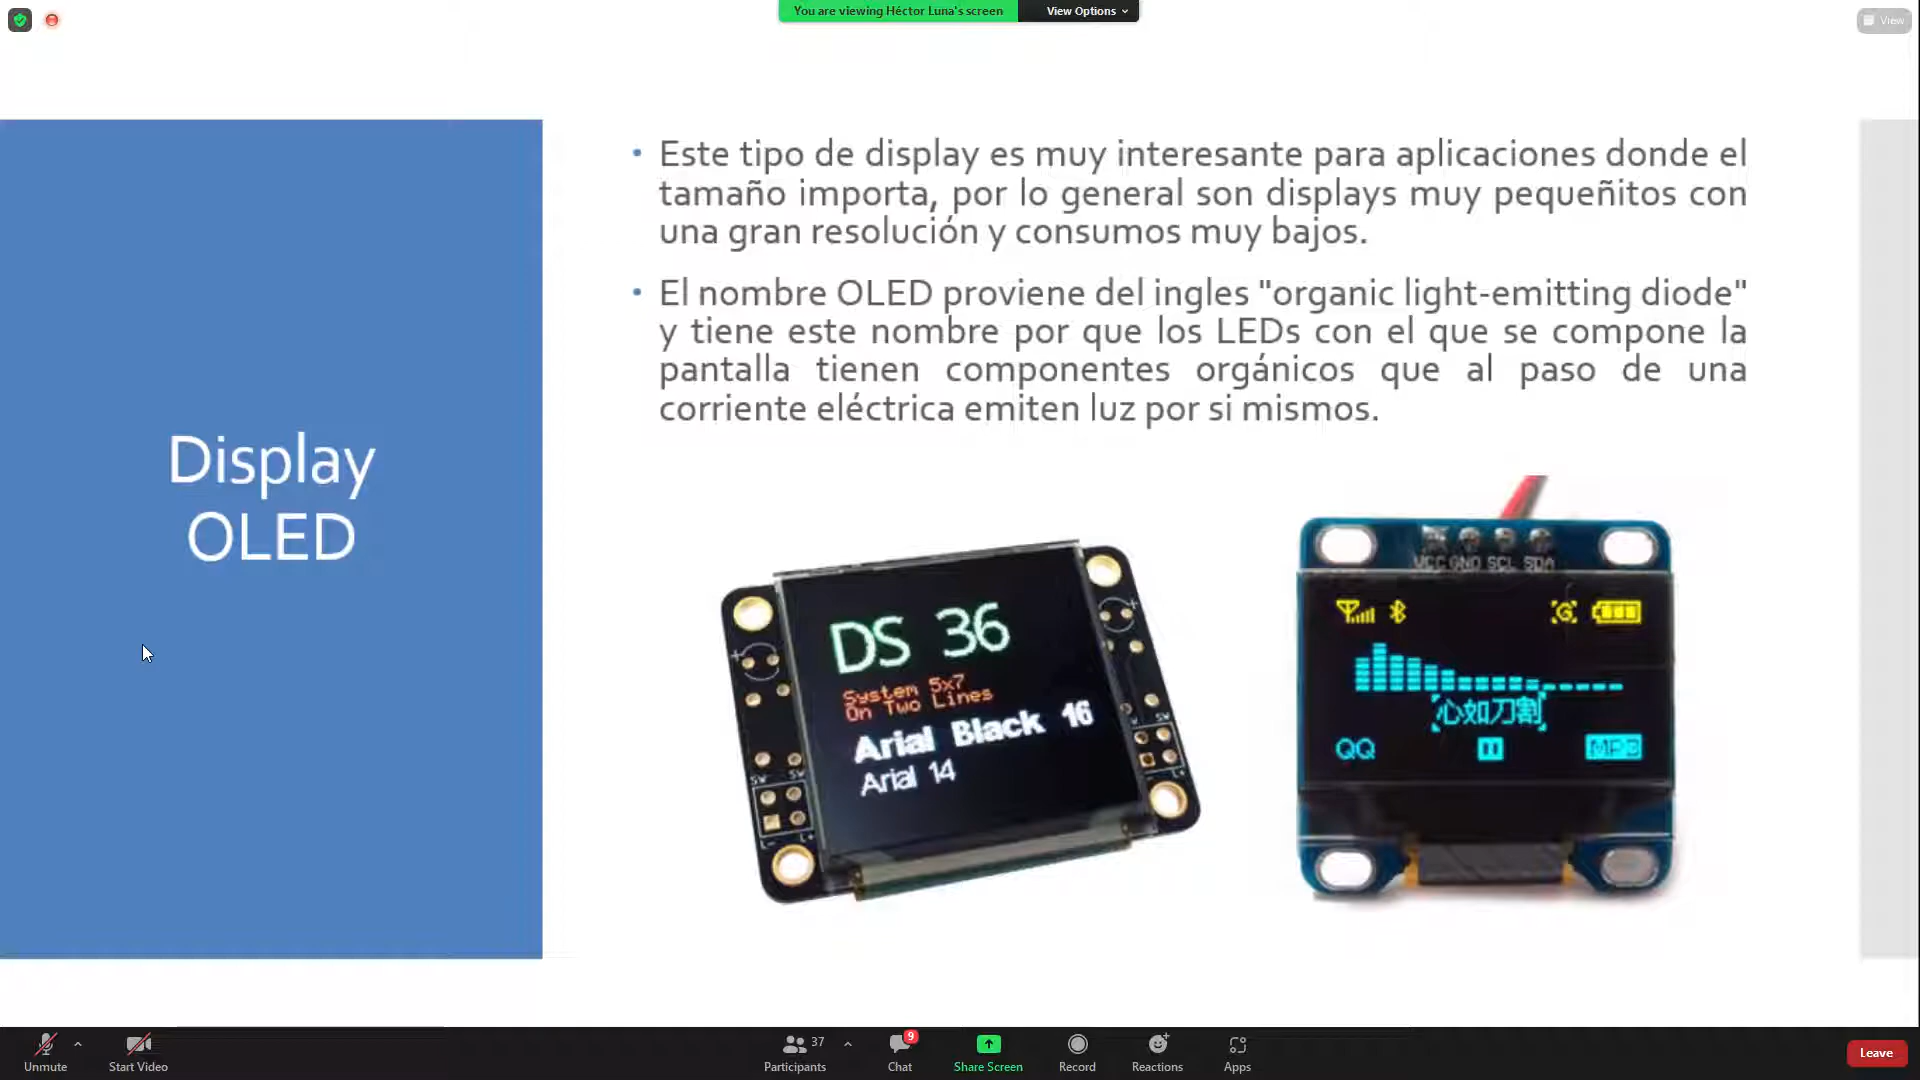 You are viewing Héctor Luna's screen
View Options
View
Display
OLED
• Este tipo de display es muy interesante para aplicaciones donde el
tamaño importa, por lo general son displays muy pequeñitos con
una gran resolución y consumos muy bajos.
• El nombre OLED proviene del ingles "organic light-emitting diode"
y tiene este nombre por que los LEDs con el que se compone la
pantalla tienen componentes orgánicos que al paso de una
corriente eléctrica emiten luz por si mismos.
DS 36
System 5x7
On Two Lines
Arial Black 16
Arial 14
SW SW
L- L+
SW
L+
VCC GND SCL SDA
G
心如刀割
QQ
MP3
Unmute
Start Video
37
Participants
9
Chat
Share Screen
Record
Reactions
Apps
Leave